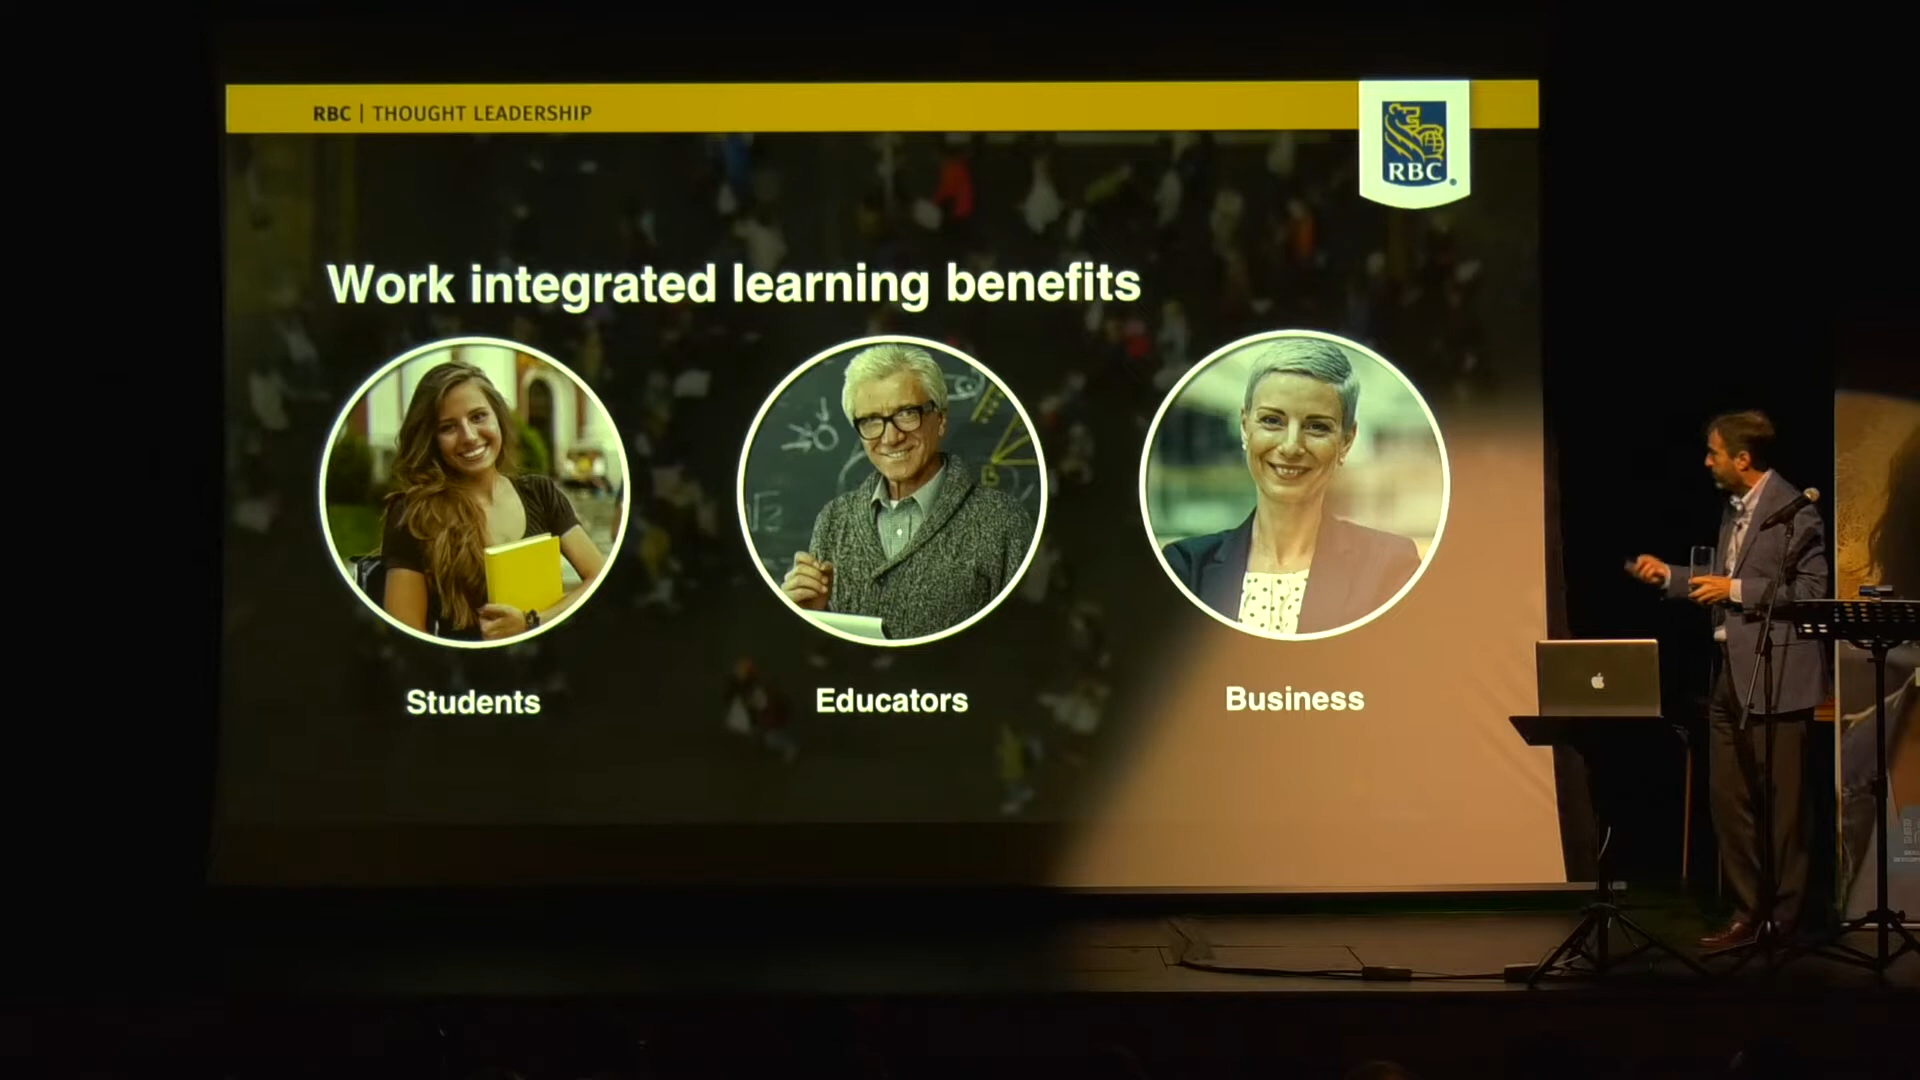 RBC | THOUGHT LEADERSHIP
RBC
Work integrated learning benefits
Students
Educators
Business